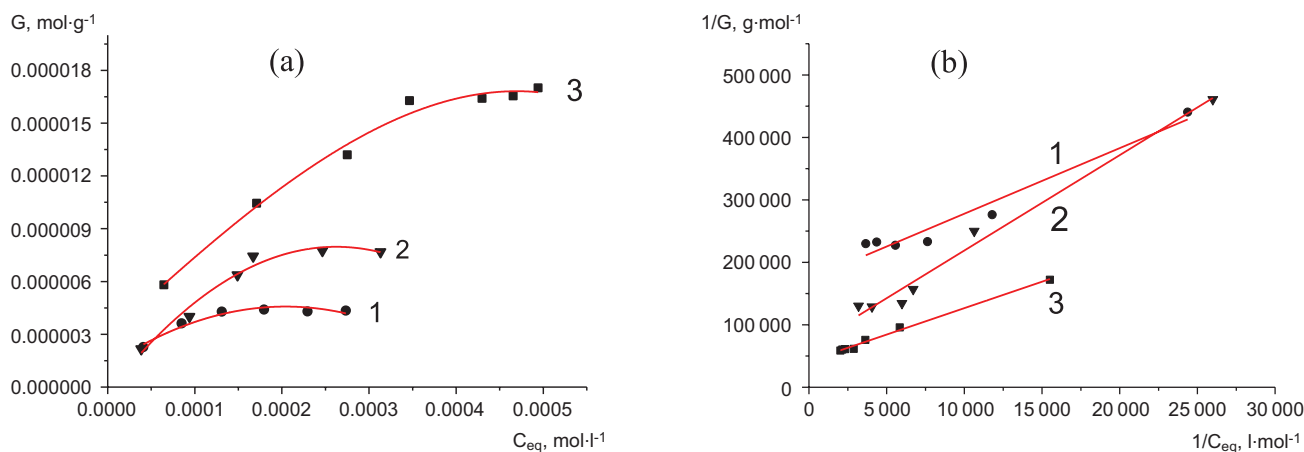 G, mol·g-1
(a)
0.000018
0.000015
0.000012
0.000009
0.000006
0.000003
0.000000
3
2
1
0.0000 0.0001 0.0002 0.0003 0.0004 0.0005
Ceq, mol·l-1
1/G, g·mol-1
(b)
500 000
400 000
300 000
200 000
100 000
0
1
2
3
0 5 000 10 000 15 000 20 000 25 000 30 000
1/Ceq, l·mol-1